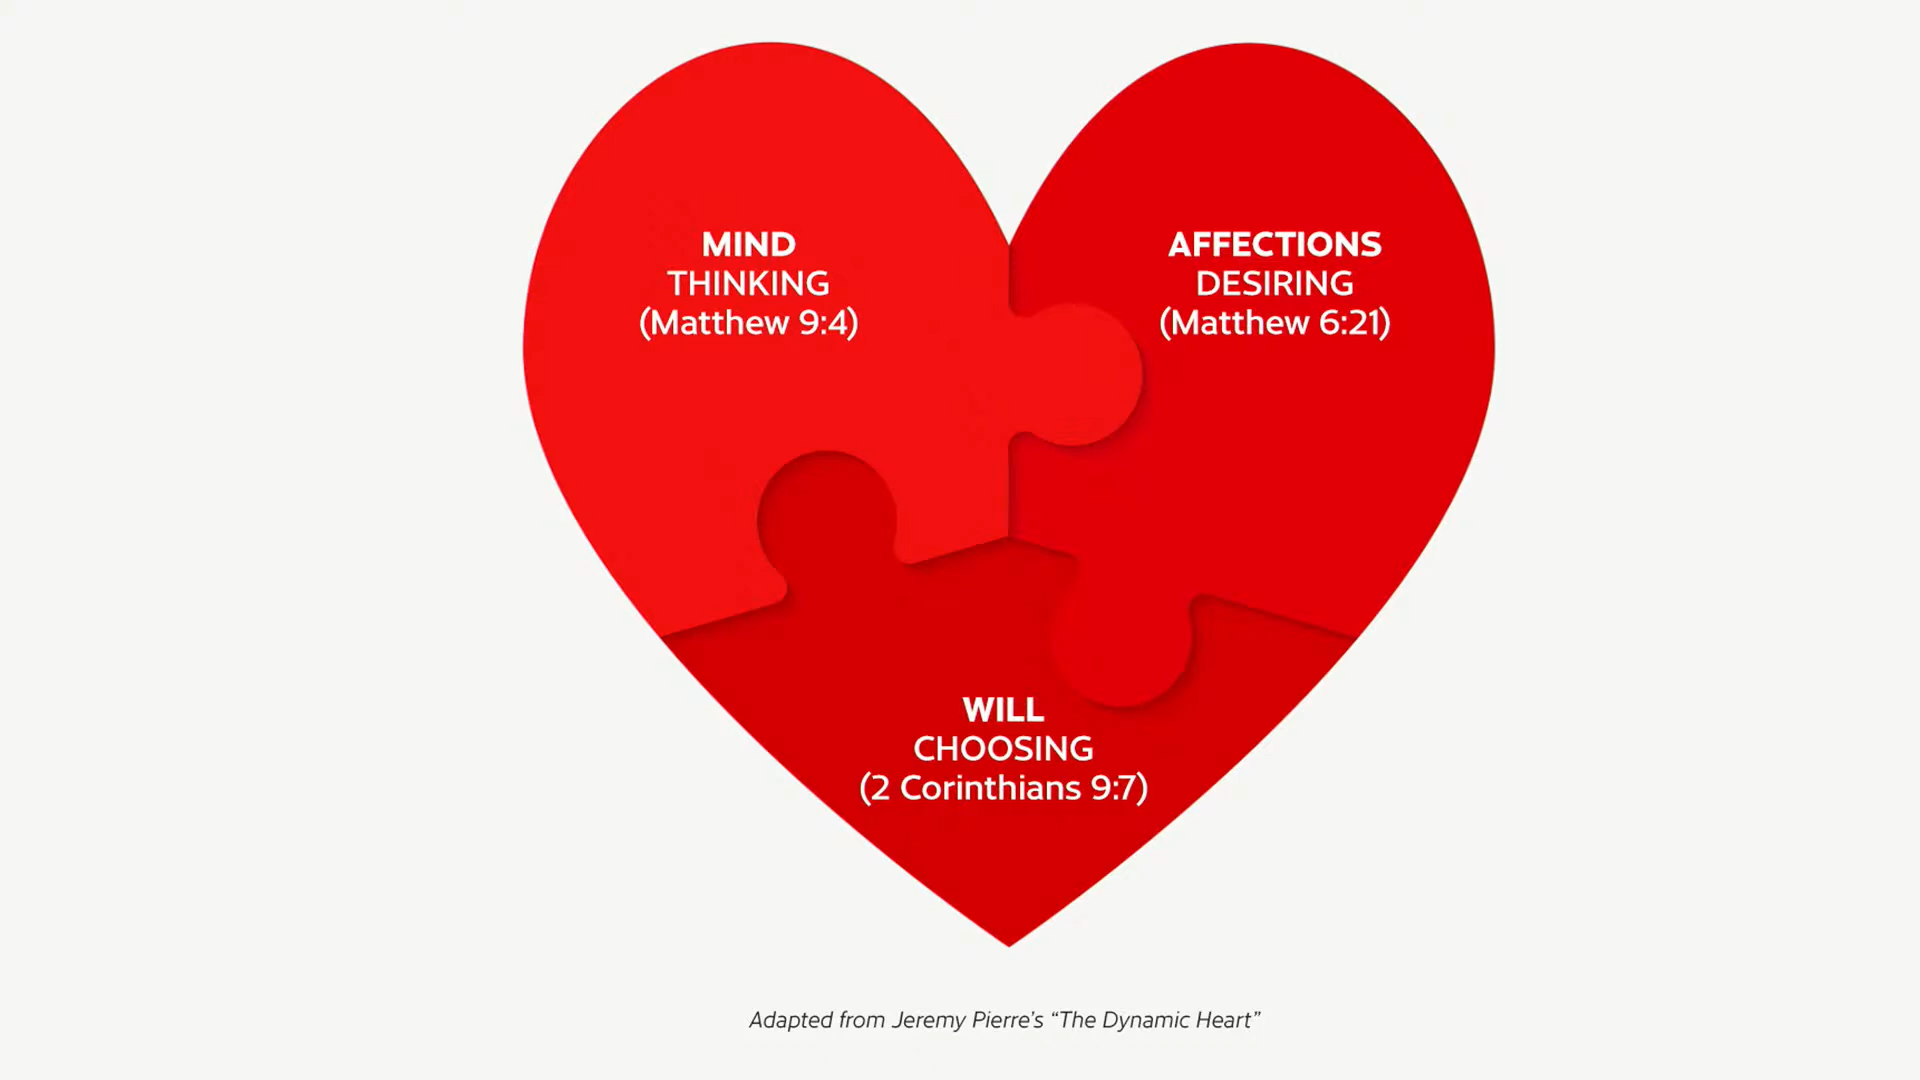 MIND
THINKING
(Matthew 9:4)
AFFECTIONS
DESIRING
(Matthew 6:21)
WILL
CHOOSING
(2 Corinthians 9:7)
Adapted from Jeremy Pierre's “The Dynamic Heart”